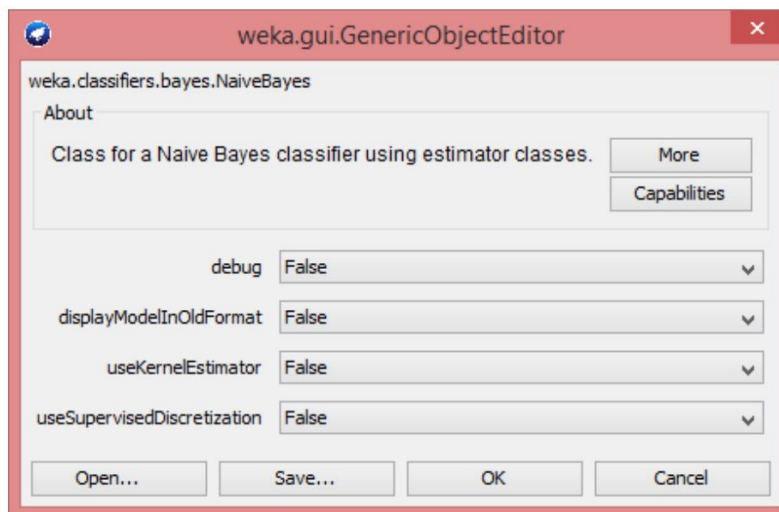 weka.gui.GenericObjectEditor
weka.classifiers.bayes.NaiveBayes
About
Class for a Naive Bayes classifier using estimator classes.
More
Capabilities
debug False
displayModelInOldFormat False
useKernelEstimator False
useSupervisedDiscretization False
Open... Save... OK Cancel